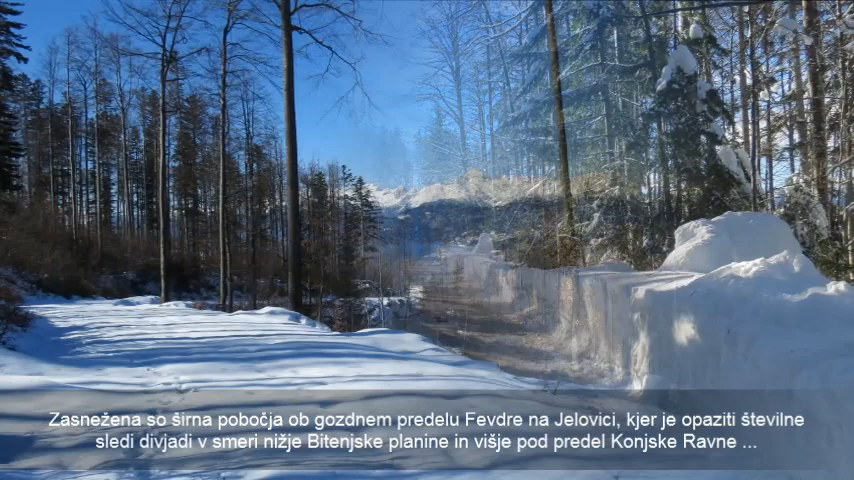 Zasnežena so širna pobočja ob gozdnem predelu Fevdre na Jelovici, kjer je opaziti številne
sledi divjadi v smeri nižje Bitenjske planine in višje pod predel Konjske Ravne ...